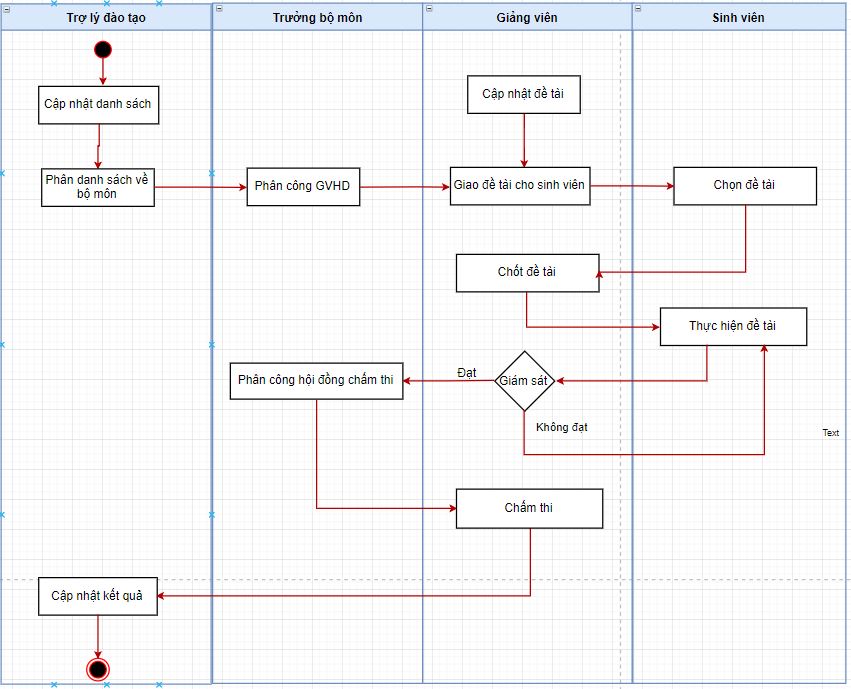 Trợ lý đào tạo
Trưởng bộ môn
Giảng viên
Sinh viên
Cập nhật danh sách
Cập nhật đề tài
Phân danh sách về
bộ môn
Phân công GVHD
Giao đề tài cho sinh viên
Chọn đề tài
Chốt đề tài
Thực hiện đề tài
Phân công hội đồng chấm thi
Đạt
Giám sát
Không đạt
Text
Chấm thi
Cập nhật kết quả